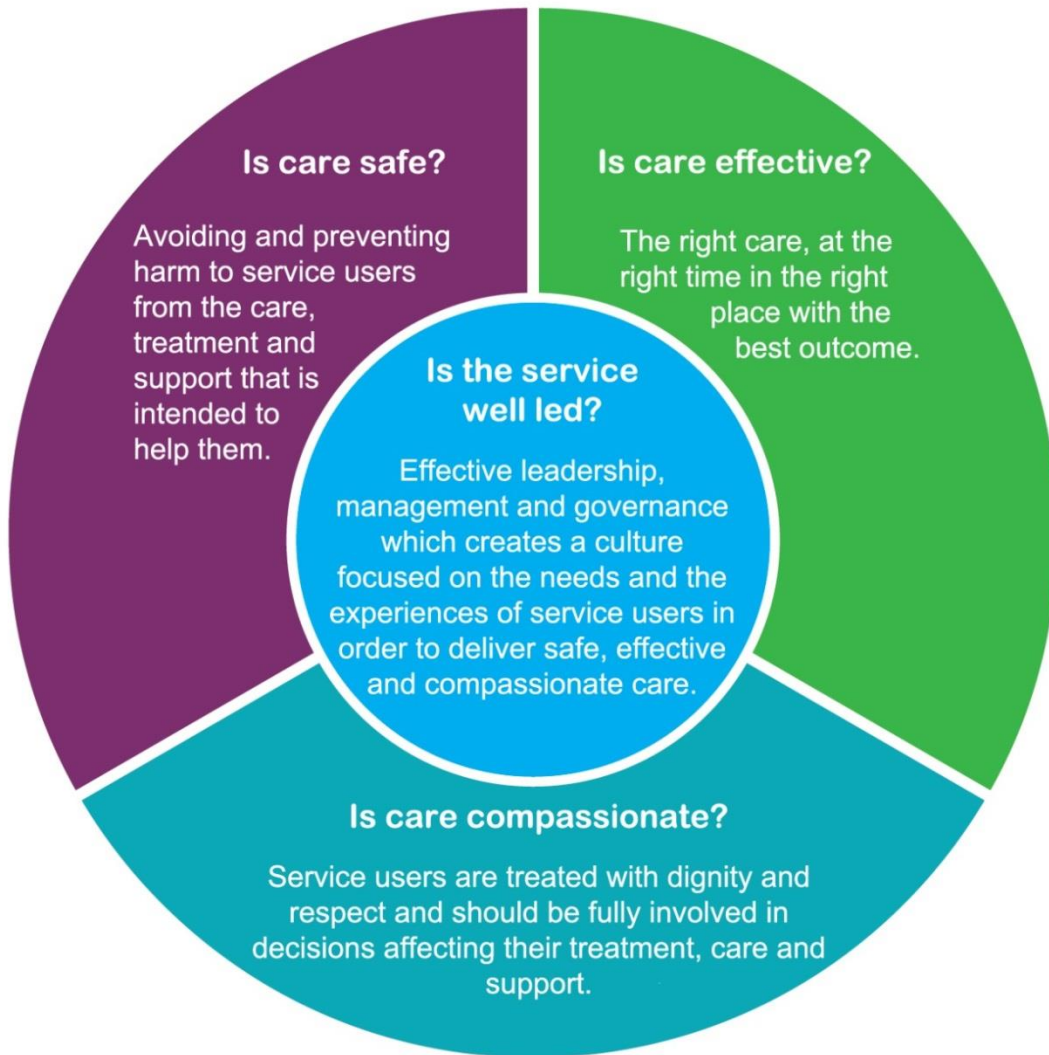 Is care safe?
Avoiding and preventing
harm to service users
from the care,
treatment and
support that is
intended to
help them.
Is care effective?
The right care, at the
right time in the right
place with the
best outcome.
Is the service
well led?
Effective leadership,
management and governance
which creates a culture
focused on the needs and the
experiences of service users in
order to deliver safe, effective
and compassionate care.
Is care compassionate?
Service users are treated with dignity and
respect and should be fully involved in
decisions affecting their treatment, care and
support.